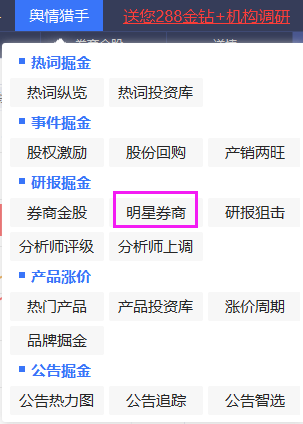 舆情猎手 送您288金钻+机构调研
热词掘金
热词纵览 热词投资库
事件掘金
股权激励 股份回购 产销两旺
研报掘金
券商金股 明星券商 研报狙击
分析师评级 分析师上调
产品涨价
热门产品 产品投资库 涨价周期
品牌掘金
公告掘金
公告热力图 公告追踪 公告智选